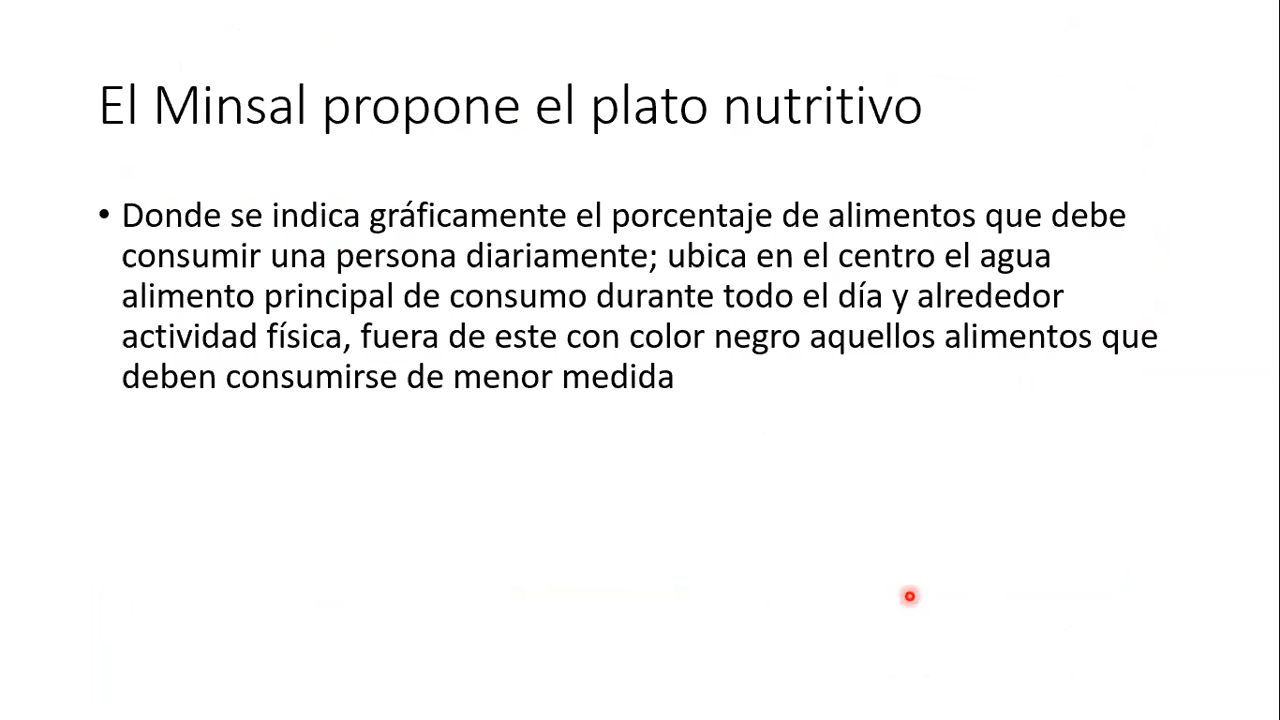 El Minsal propone el plato nutritivo
• Donde se indica gráficamente el porcentaje de alimentos que debe
consumir una persona diariamente; ubica en el centro el agua
alimento principal de consumo durante todo el día y alrededor
actividad física, fuera de este con color negro aquellos alimentos que
deben consumirse de menor medida